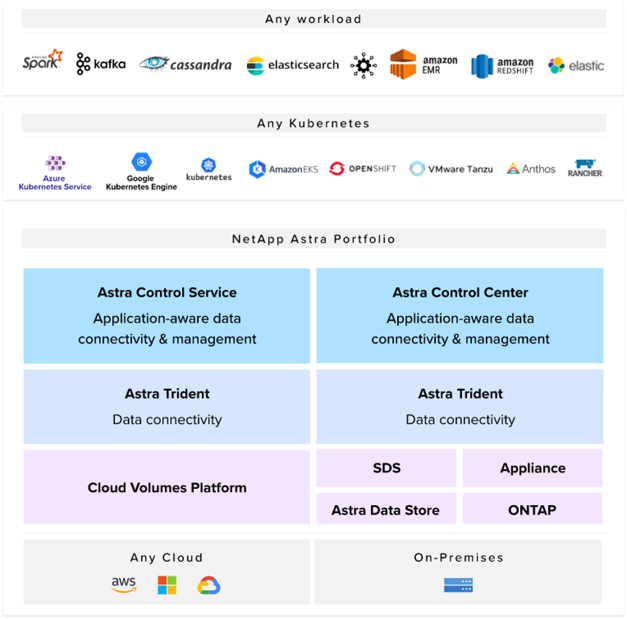 Any workload
APACHE
Spark
kafka
cassandra
elasticsearch
amazon
EMR
amazon
REDSHIFT
elastic
Any Kubernetes
Azure
Kubernetes Service
Google
Kubernetes Engine
kubernetes
Amazon EKS
OPENSHIFT
VMware Tanzu
Anthos
RANCHER
NetApp Astra Portfolio
Astra Control Service
Application-aware data
connectivity & management
Astra Control Center
Application-aware data
connectivity & management
Astra Trident
Data connectivity
Astra Trident
Data connectivity
Cloud Volumes Platform
SDS
Appliance
Astra Data Store
ONTAP
Any Cloud
aws
On-Premises